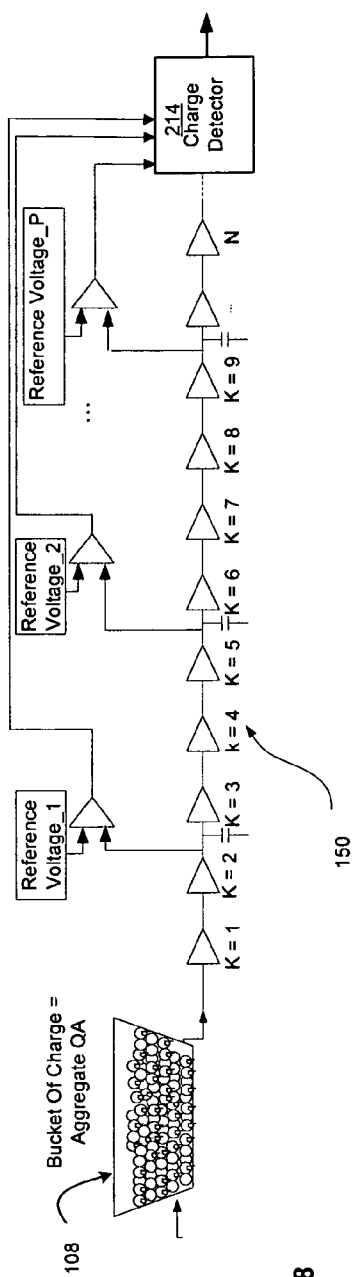 108
Bucket Of Charge =
Aggregate QA
Reference
Voltage_1
Reference
Voltage_2
...
Reference Voltage_P
214
Charge
Detector
K = 1
K = 2
K = 3
k = 4
K = 5
K = 6
K = 7
K = 8
K = 9
...
N
150
8